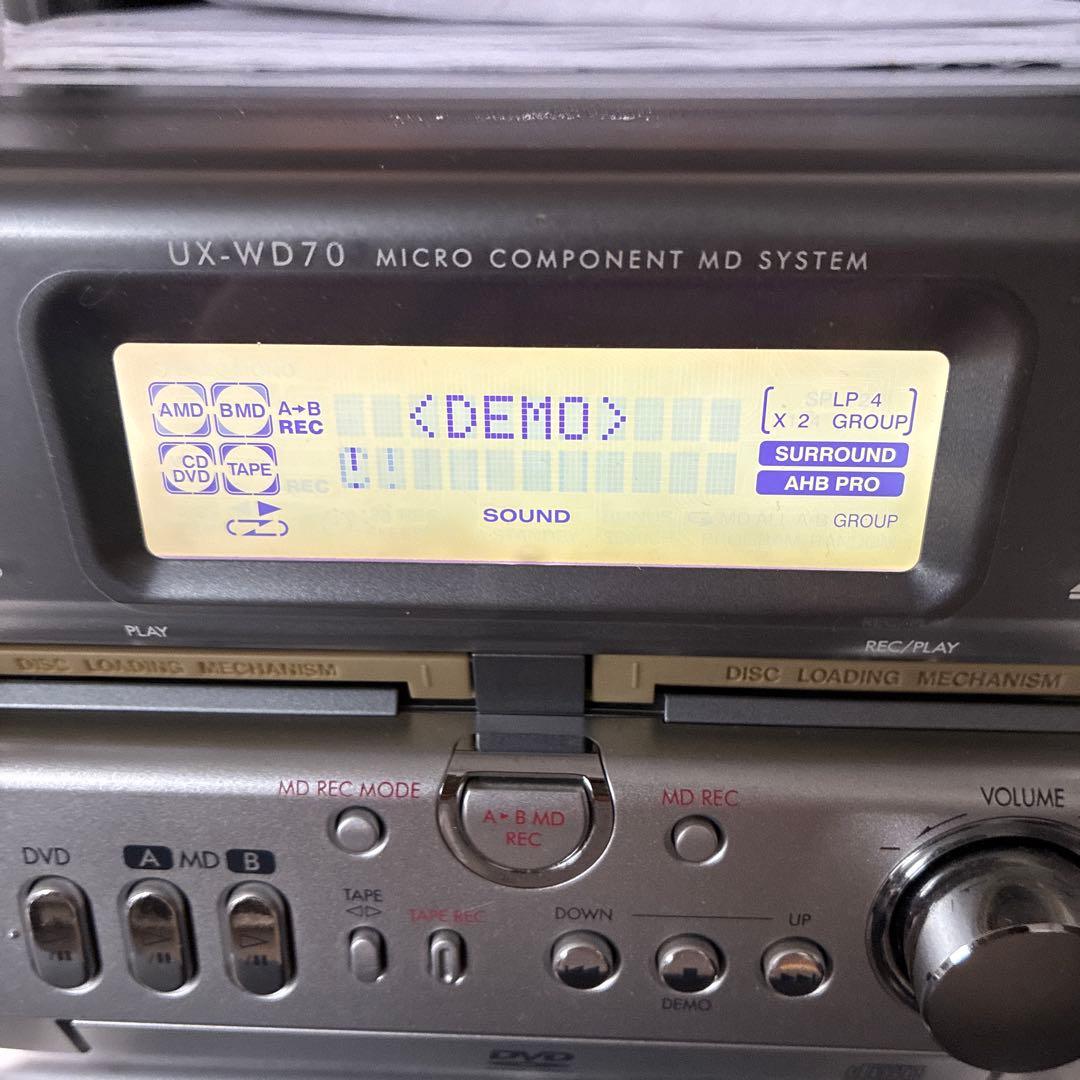 UX-WD70 MICRO COMPONENT MD SYSTEM
AMD BMD A→B REC
<DEMO>
LP 4
X 2 GROUP
CD DVD TAPE REC
SURROUND
AHB PRO
SOUND
GROUP
PLAY
REC/PLAY
DISC LOADING MECHANISM
DISC LOADING MECHANISM
MD REC MODE
A►B MD REC
MD REC
VOLUME
DVD
A MD B
TAPE
TAPE REC
DOWN
UP
DEMO
DVD